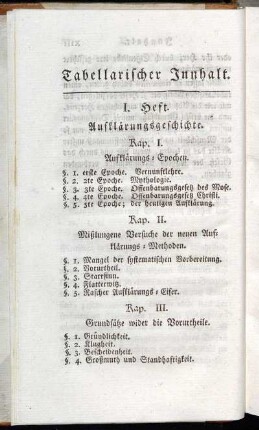 Tabellarischer Innhalt.
I. Heft.
Aufklärungsgeschichte.
Kap. I.
Aufklärungs-Epochen.
§. 1. erste Epoche. Vernunftlehre.
§. 2. 2te Epoche. Mythologie.
§. 3. 3te Epoche. Offenbarungsgesetz des Mose.
§. 4. 4te Epoche. Offenbarungsgesetz Christi.
§. 5. 5te Epoche; der heutigen Aufklärung.
Kap. II.
Mißlungene Versuche der neuen Auf-
klärungs-Methoden.
§. 1. Mangel der systematischen Vorbereitung.
§. 2. Vorurtheil.
§. 3. Starrsinn.
§. 4. Flatterwitz.
§. 5. Rascher Aufklärungs-Eifer.
Kap. III.
Grundsätze wider die Vorurtheile.
§. 1. Gründlichkeit.
§. 2. Klugheit.
§. 3. Bescheidenheit.
§. 4. Großmuth und Standhaftigkeit.